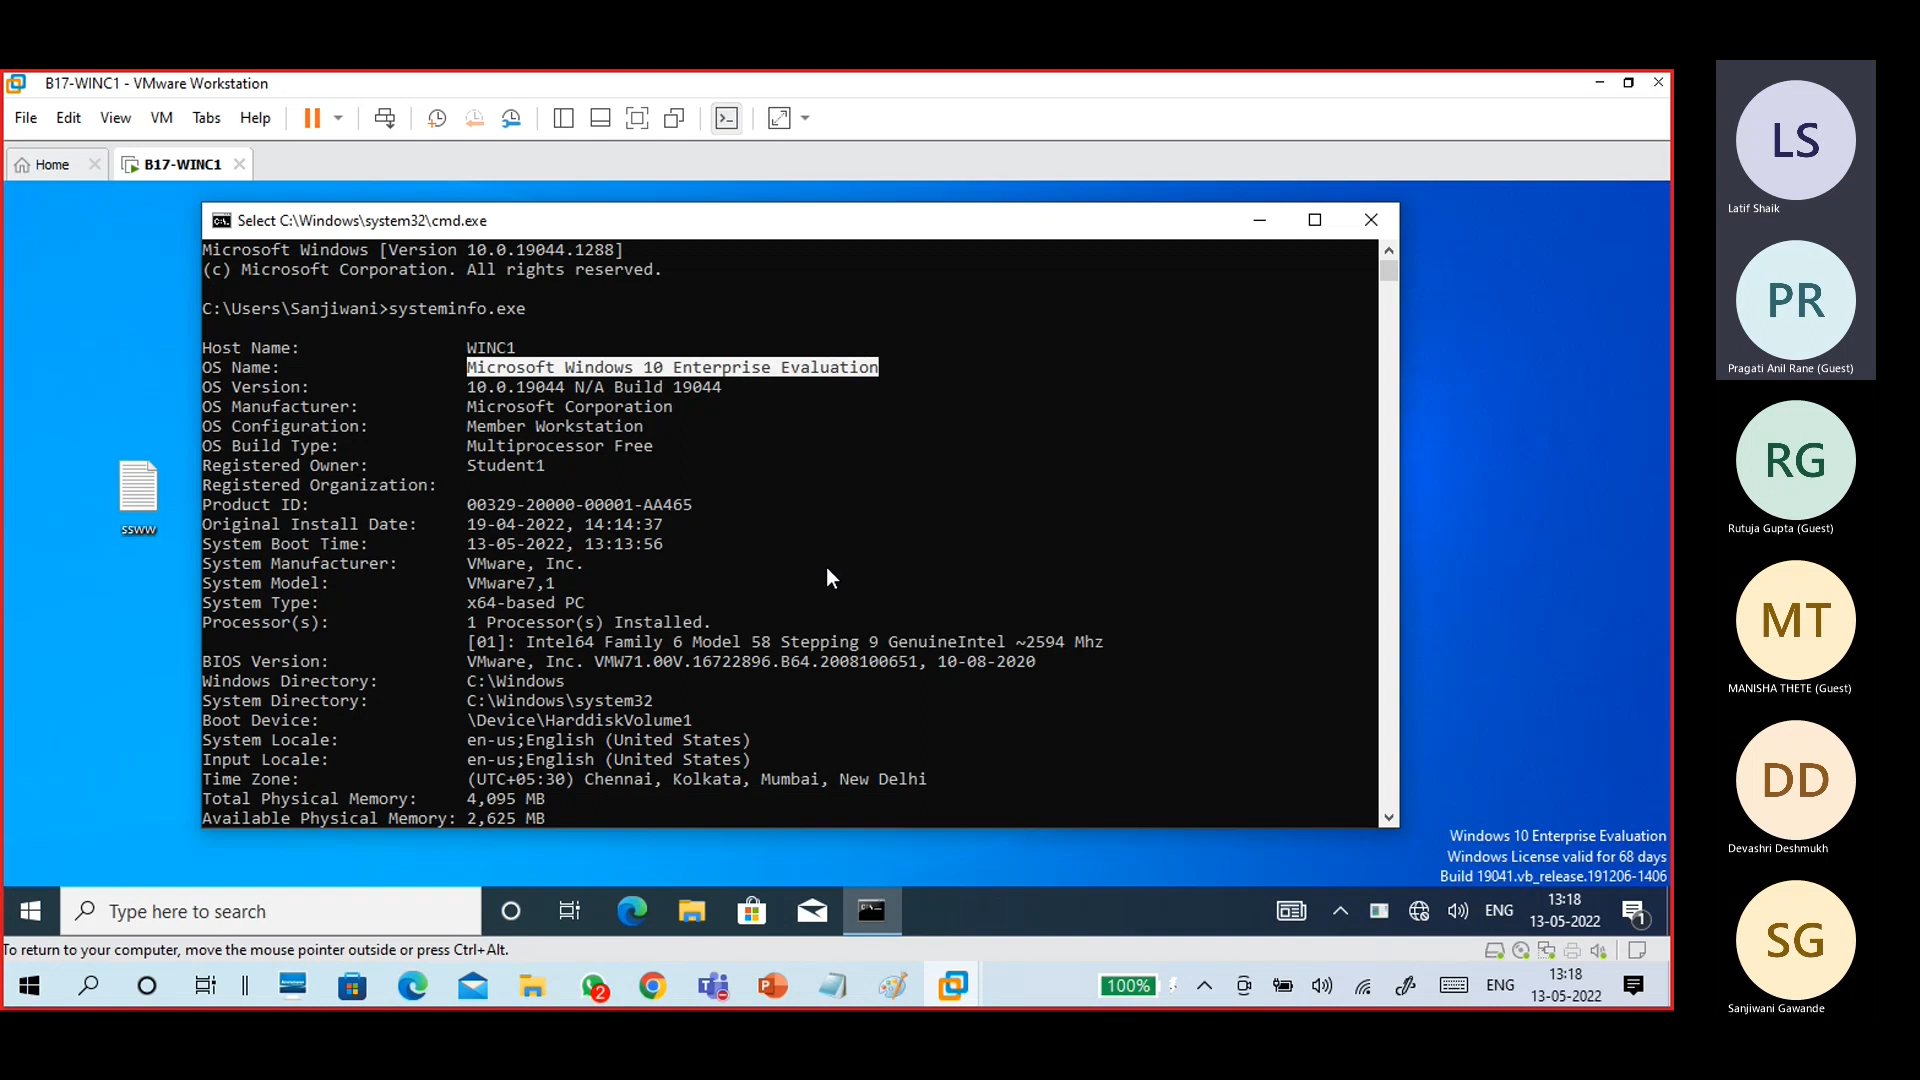 B17-WINC1 - VMware Workstation
File Edit View VM Tabs Help
Home B17-WINC1
Select C:\Windows\system32\cmd.exe
Microsoft Windows [Version 10.0.19044.1288]
(c) Microsoft Corporation. All rights reserved.
C:\Users\Sanjiwani>systeminfo.exe
Host Name: WINC1
OS Name: Microsoft Windows 10 Enterprise Evaluation
OS Version: 10.0.19044 N/A Build 19044
OS Manufacturer: Microsoft Corporation
OS Configuration: Member Workstation
OS Build Type: Multiprocessor Free
Registered Owner: Student1
Registered Organization:
Product ID: 00329-20000-00001-AA465
Original Install Date: 19-04-2022, 14:14:37
System Boot Time: 13-05-2022, 13:13:56
System Manufacturer: VMware, Inc.
System Model: VMware7,1
System Type: x64-based PC
Processor(s): 1 Processor(s) Installed.
[01]: Intel64 Family 6 Model 58 Stepping 9 GenuineIntel ~2594 Mhz
BIOS Version: VMware, Inc. VMW71.00V.16722896.B64.2008100651, 10-08-2020
Windows Directory: C:\Windows
System Directory: C:\Windows\system32
Boot Device: \Device\HarddiskVolume1
System Locale: en-us;English (United States)
Input Locale: en-us;English (United States)
Time Zone: (UTC+05:30) Chennai, Kolkata, Mumbai, New Delhi
Total Physical Memory: 4,095 MB
Available Physical Memory: 2,625 MB
ssww
Windows 10 Enterprise Evaluation
Windows License valid for 68 days
Build 19041.vb_release.191206-1406
Type here to search
ENG
13:18
13-05-2022
1
To return to your computer, move the mouse pointer outside or press Ctrl+Alt.
2
100%
ENG
13:18
13-05-2022
LS
Latif Shaik
PR
Pragati Anil Rane (Guest)
RG
Rutuja Gupta (Guest)
MT
MANISHA THETE (Guest)
DD
Devashri Deshmukh
SG
Sanjiwani Gawande